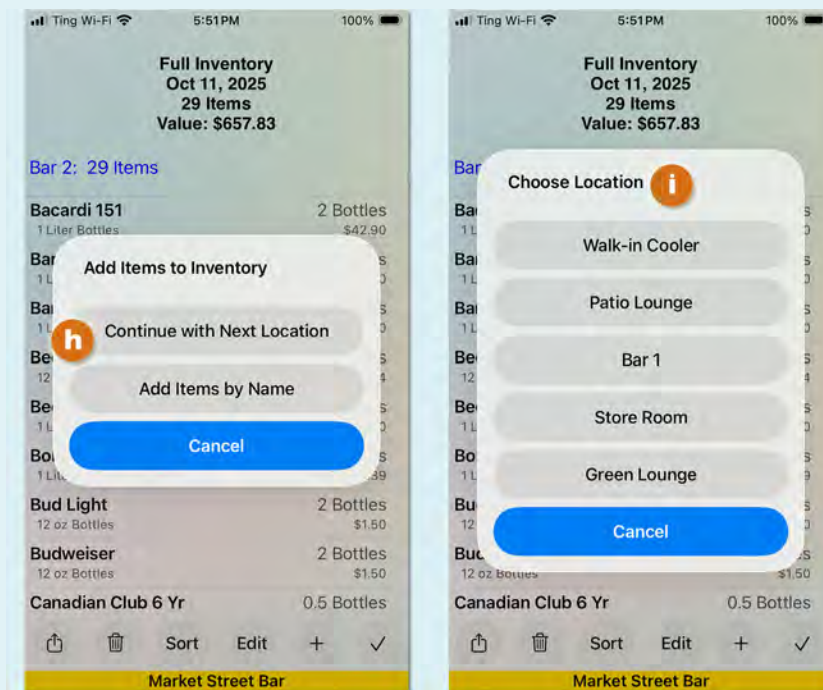 Ting Wi-Fi 5:51PM 100%
Full Inventory
Oct 11, 2025
29 Items
Value: $657.83
Bar 2: 29 Items
Bacardi 151 2 Bottles
1 Liter Bottles $42.90
Add Items to Inventory
h
Continue with Next Location
Add Items by Name
Cancel
Bud Light 2 Bottles
12 oz Bottles $1.50
Budweiser 2 Bottles
12 oz Bottles $1.50
Canadian Club 6 Yr 0.5 Bottles
Sort Edit + ✓
Market Street Bar
Ting Wi-Fi 5:51PM 100%
Full Inventory
Oct 11, 2025
29 Items
Value: $657.83
Bar
Choose Location i
Walk-in Cooler
Patio Lounge
Bar 1
Store Room
Green Lounge
Cancel
12 oz Bottles $1.50
Canadian Club 6 Yr 0.5 Bottles
Sort Edit + ✓
Market Street Bar